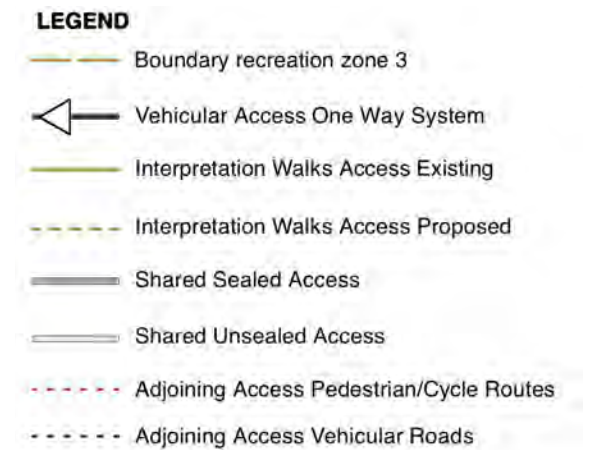 LEGEND
Boundary recreation zone 3
Vehicular Access One Way System
Interpretation Walks Access Existing
Interpretation Walks Access Proposed
Shared Sealed Access
Shared Unsealed Access
Adjoining Access Pedestrian/Cycle Routes
Adjoining Access Vehicular Roads